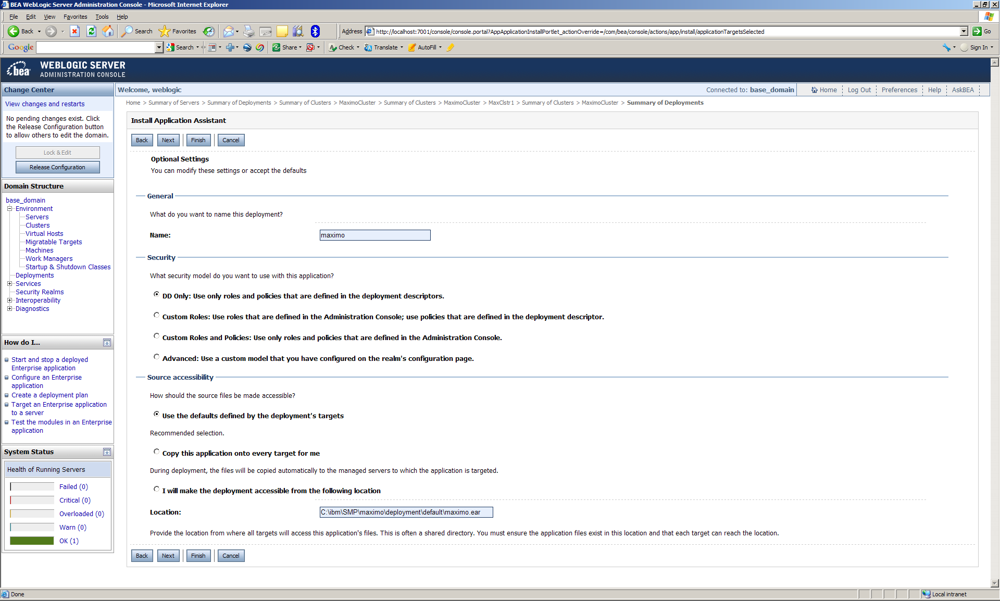 BEA WebLogic Server Administration Console - Microsoft Internet Explorer
File Edit View Favorites Tools Help
Back Search Favorites Address http://localhost:7001/console/console.portal?AppApplicationInstallPortlet_actionOverride=/com/bea/console/actions/app/install/applicationTargetsSelected Go
Google Search Share Check Translate AutoFill Sign In
bea WEBLOGIC SERVER
ADMINISTRATION CONSOLE
Change Center
View changes and restarts
No pending changes exist. Click
the Release Configuration button
to allow others to edit the domain.
Lock & Edit
Release Configuration
Domain Structure
base_domain
Environment
Servers
Clusters
Virtual Hosts
Migratable Targets
Machines
Work Managers
Startup & Shutdown Classes
Deployments
Services
Security Realms
Interoperability
Diagnostics
How do I...
Start and stop a deployed
Enterprise application
Configure an Enterprise
application
Create a deployment plan
Target an Enterprise application
to a server
Test the modules in an Enterprise
application
System Status
Health of Running Servers
Failed (0)
Critical (0)
Overloaded (0)
Warn (0)
OK (1)
Welcome, weblogic Connected to: base_domain Home Log Out Preferences Help AskBEA
Home > Summary of Servers > Summary of Deployments > Summary of Clusters > MaximoCluster > Summary of Clusters > MaximoCluster > MaxClstr1 > Summary of Clusters > MaximoCluster > Summary of Deployments
Install Application Assistant
Back Next Finish Cancel
Optional Settings
You can modify these settings or accept the defaults
General
What do you want to name this deployment?
Name: maximo
Security
What security model do you want to use with this application?
DD Only: Use only roles and policies that are defined in the deployment descriptors.
Custom Roles: Use roles that are defined in the Administration Console; use policies that are defined in the deployment descriptor.
Custom Roles and Policies: Use only roles and policies that are defined in the Administration Console.
Advanced: Use a custom model that you have configured on the realm's configuration page.
Source accessibility
How should the source files be made accessible?
Use the defaults defined by the deployment's targets
Recommended selection.
Copy this application onto every target for me
During deployment, the files will be copied automatically to the managed servers to which the application is targeted.
I will make the deployment accessible from the following location
Location: C:\ibm\SMP\maximo\deployment\default\maximo.ear
Provide the location from where all targets will access this application's files. This is often a shared directory. You must ensure the application files exist in this location and that each target can reach the location.
Back Next Finish Cancel
Done Local intranet